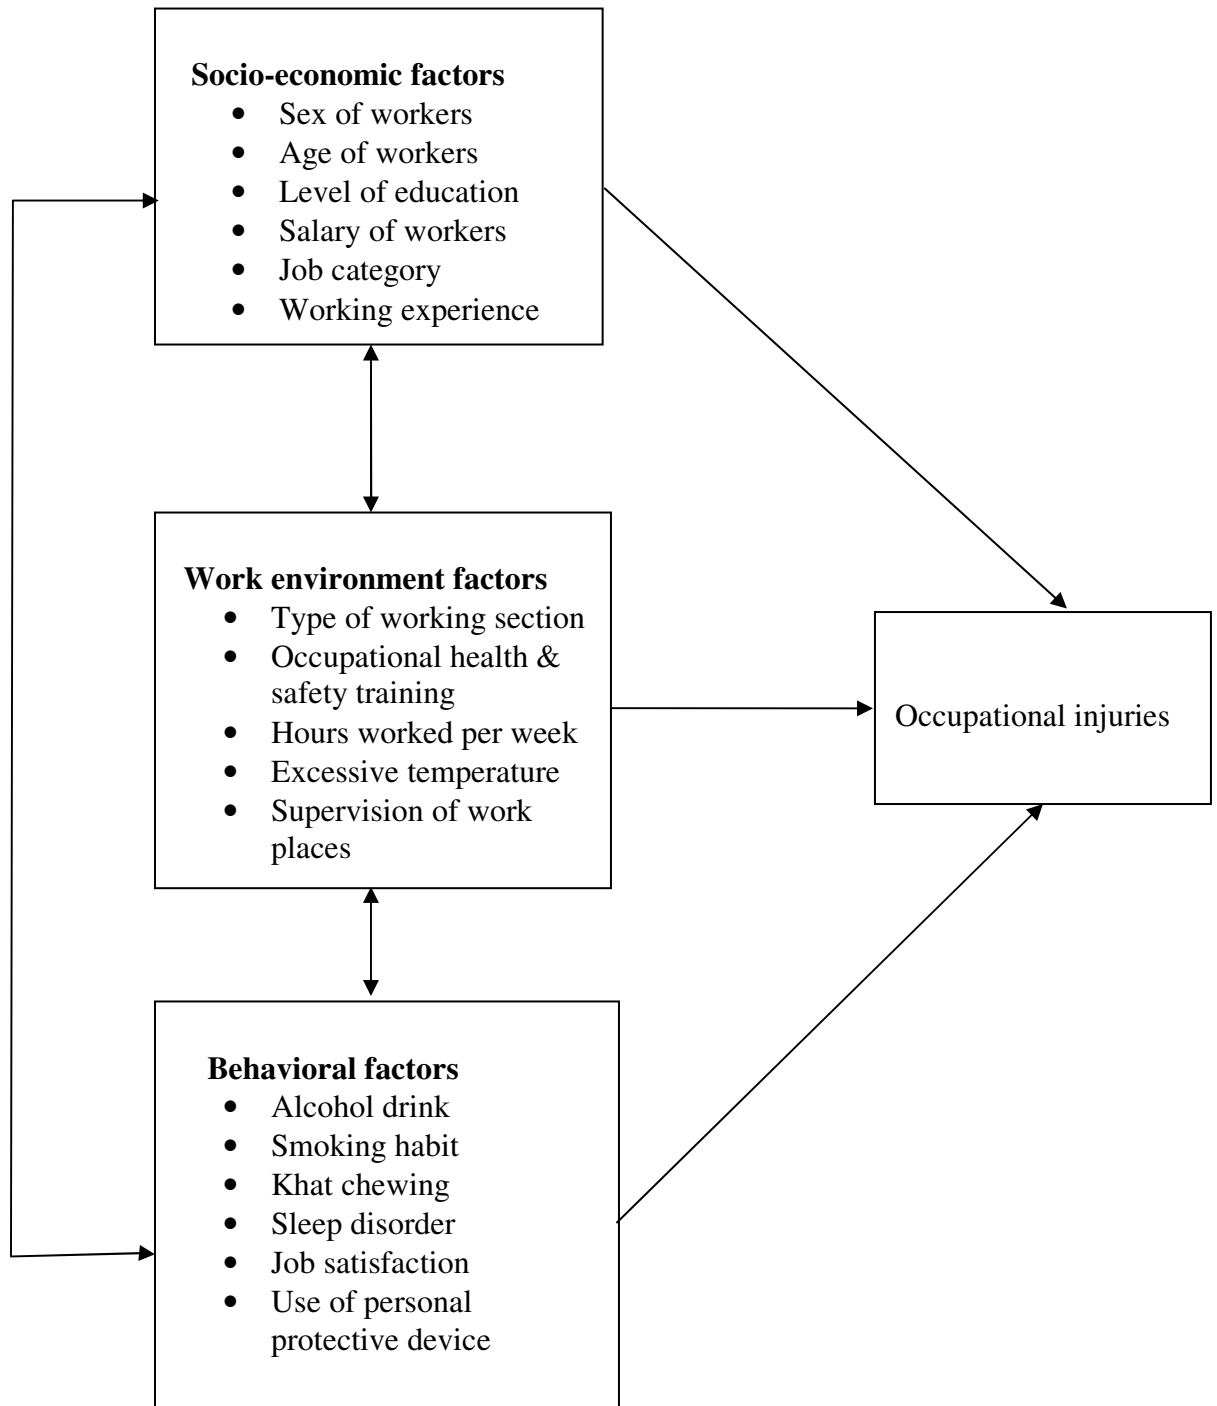 Socio-economic factors
• Sex of workers
• Age of workers
• Level of education
• Salary of workers
• Job category
• Working experience
Work environment factors
• Type of working section
• Occupational health &
safety training
• Hours worked per week
• Excessive temperature
• Supervision of work
places
Occupational injuries
Behavioral factors
• Alcohol drink
• Smoking habit
• Khat chewing
• Sleep disorder
• Job satisfaction
• Use of personal
protective device